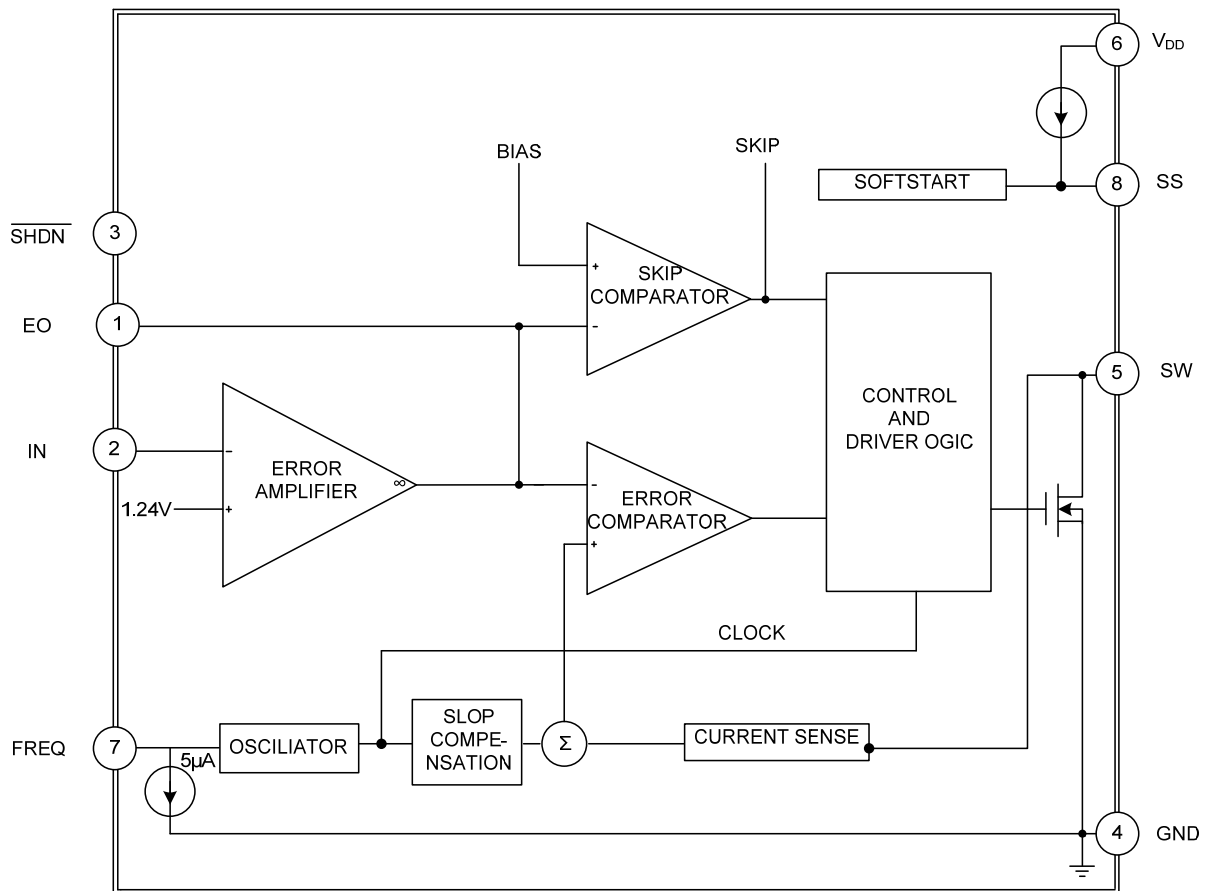 6
VDD
BIAS
SKIP
SOFTSTART
8
SS
SHDN
3
+
SKIP
COMPARATOR
EO
1
-
5
SW
CONTROL
AND
DRIVER OGIC
IN
2
-
ERROR
AMPLIFIER
∞
-
ERROR
COMPARATOR
1.24V
+
+
CLOCK
FREQ
7
5µA
OSCILIATOR
SLOP
COMPE-
NSATION
Σ
CURRENT SENSE
4
GND